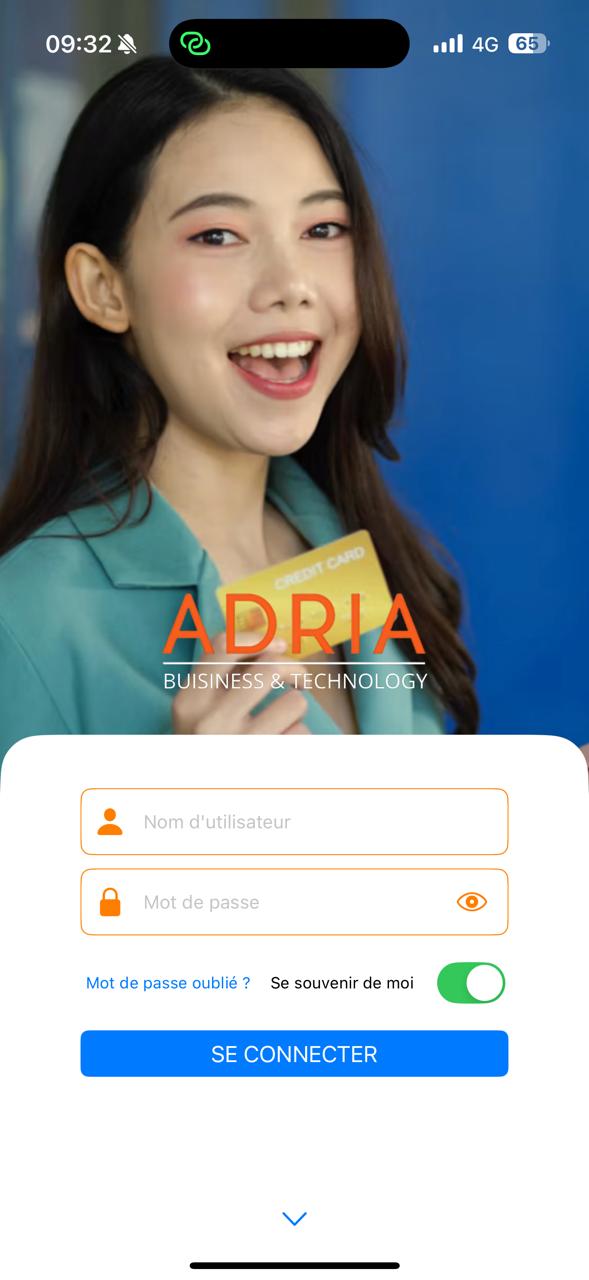 09:32
4G
65
CREDIT CARD
ADRIA
BUISINESS & TECHNOLOGY
Nom d'utilisateur
Mot de passe
Mot de passe oublié ?
Se souvenir de moi
SE CONNECTER